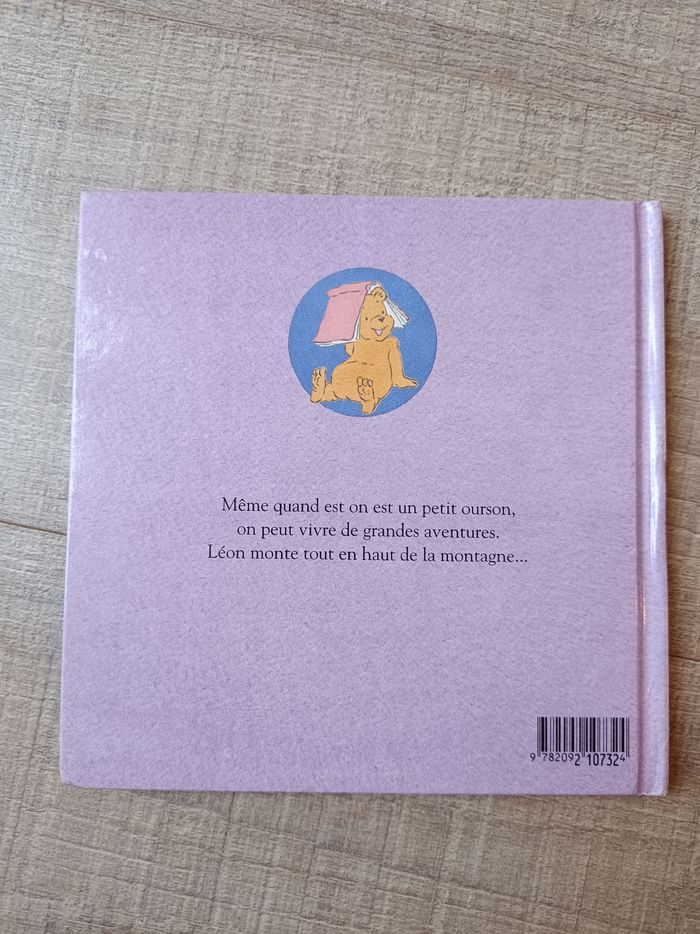 Même quand est on est un petit ourson,
on peut vivre de grandes aventures.
Léon monte tout en haut de la montagne...
9 782092 107324